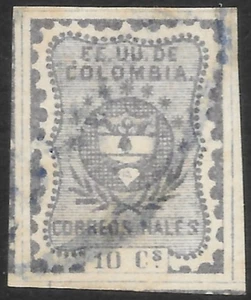 EE. UU. DE
COLOMBIA.
CORREOS NALES
10 Cs